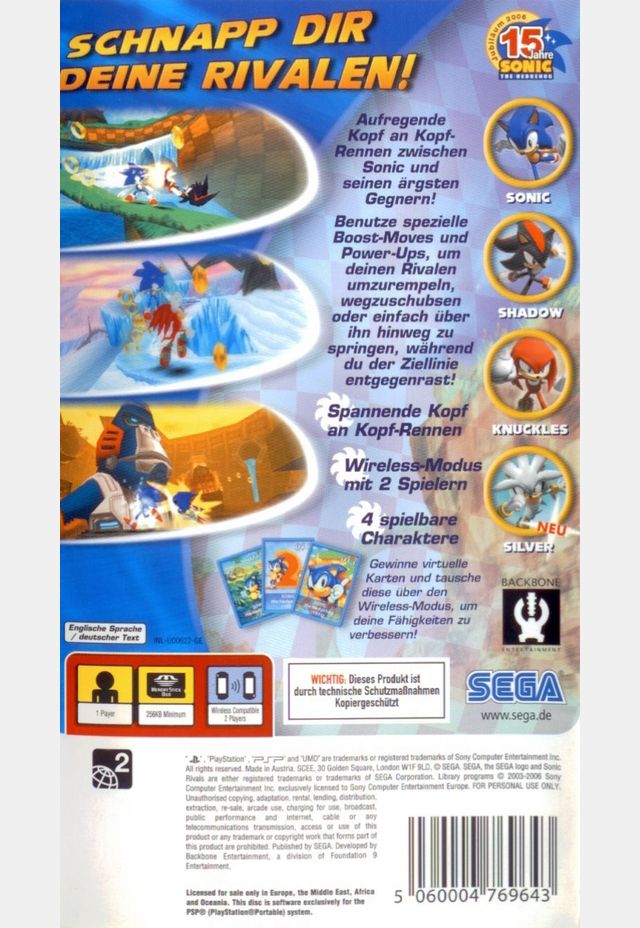 SCHNAPP DIR
DEINE RIVALEN!
Jubiläum 2006
15 Jahre
SONIC
THE HEDGEHOG
Aufregende
Kopf an Kopf-
Rennen zwischen
Sonic und
seinen ärgsten
Gegnern!
SONIC
Benutze spezielle
Boost-Moves und
Power-Ups, um
deinen Rivalen
umzurempeln,
wegzuschubsen
oder einfach über
ihn hinweg zu
springen, während
du der Ziellinie
entgegenrast!
SHADOW
KNUCKLES
Spannende Kopf
an Kopf-Rennen
Wireless-Modus
mit 2 Spielern
4 spielbare
Charaktere
NEU
SILVER
Gewinne virtuelle
Karten und tausche
diese über den
Wireless-Modus, um
deine Fähigkeiten zu
verbessern!
BACKBONE
ENTERTAINMENT
Englische Sprache
/ deutscher Text
INL-U00622-GE
1 Player
MEMORY STICK
DUO
256KB Minimum
Wireless Compatible
2 Players
WICHTIG: Dieses Produkt ist
durch technische Schutzmaßnahmen
Kopiergeschützt
SEGA
www.sega.de
2
" ", "PlayStation", "PSP" and "UMD" are trademarks or registered trademarks of Sony Computer Entertainment Inc.
All rights reserved. Made in Austria. SCEE, 30 Golden Square, London W1F 9LD. © SEGA. SEGA, the SEGA logo and Sonic
Rivals are either registered trademarks or trademarks of SEGA Corporation. Library programs © 2003-2006 Sony
Computer Entertainment Inc. exclusively licensed to Sony Computer Entertainment Europe. FOR PERSONAL USE ONLY.
Unauthorised copying, adaptation, rental, lending, distribution,
extraction, re-sale, arcade use, charging for use, broadcast,
public performance and internet, cable or any
telecommunications transmission, access or use of this
product or any trademark or copyright work that forms part of
this product are prohibited. Published by SEGA. Developed by
Backbone Entertainment, a division of Foundation 9
Entertainment.
Licensed for sale only in Europe, the Middle East, Africa
and Oceania. This disc is software exclusively for the
PSP® (PlayStation®Portable) system.
5 060004 769643